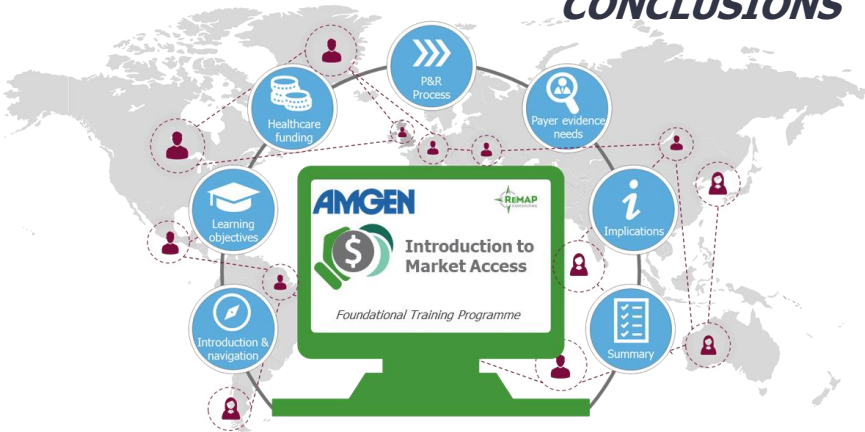 CONCLUSIONS
P&R
Process
Healthcare
funding
Payer evidence
needs
Learning
objectives
Implications
Introduction &
navigation
Summary
AMGEN
REMAP
Introduction to
Market Access
Foundational Training Programme
$
i